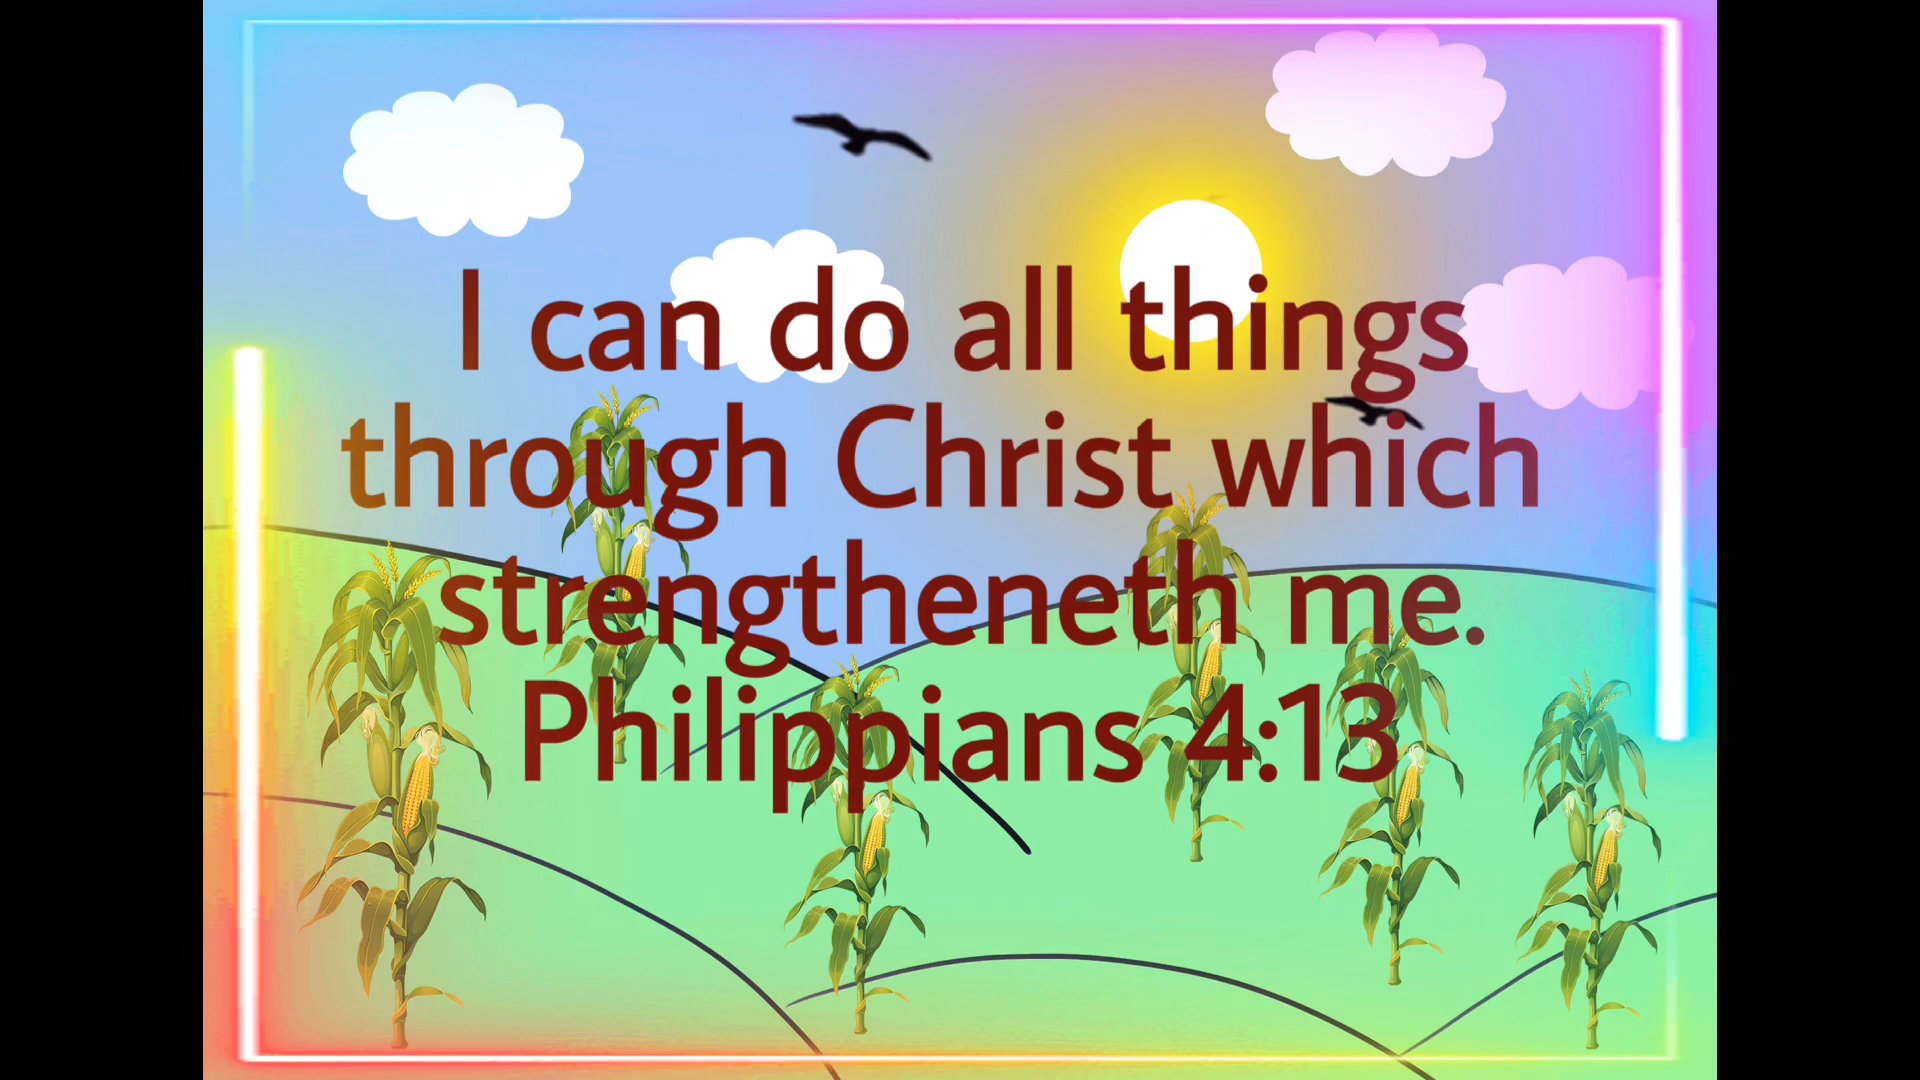 I can do all things
through Christ which
strengtheneth me.
Philippians 4:13